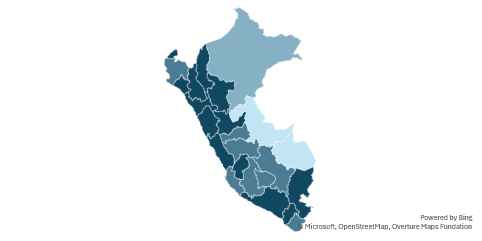 Powered by Bing
© Microsoft, OpenStreetMap, Overture Maps Fundation